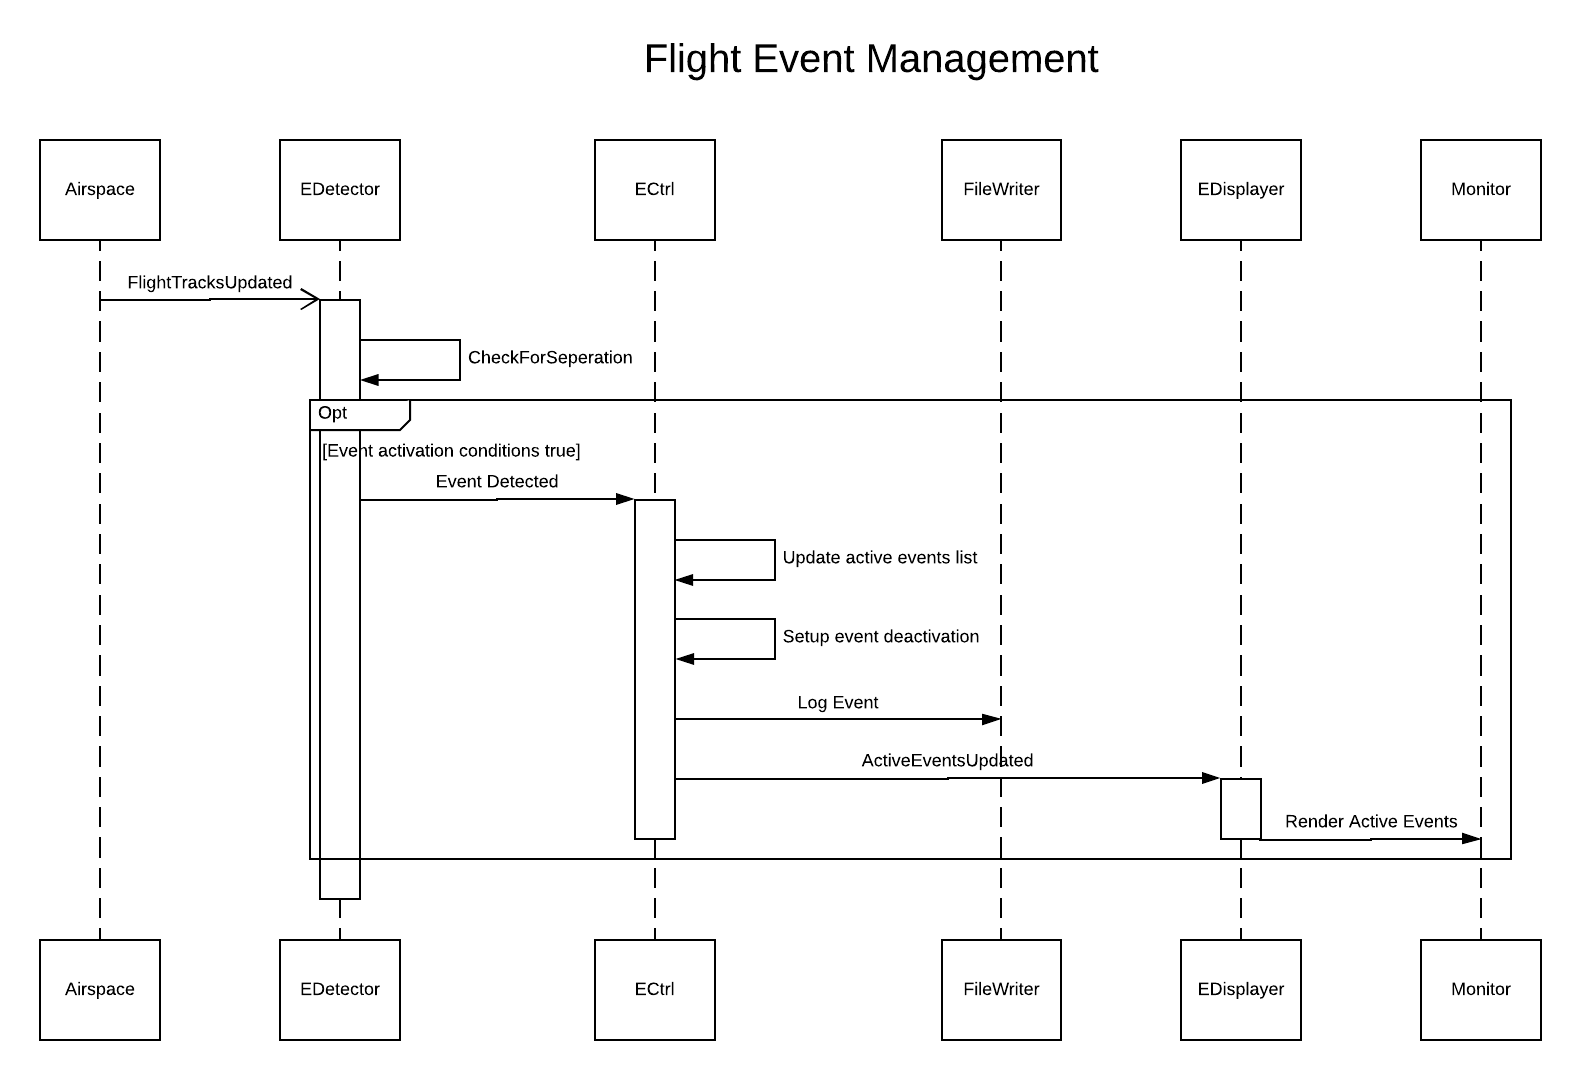 Flight Event Management
Airspace
EDetector
ECtrl
FileWriter
EDisplayer
Monitor
FlightTracksUpdated
CheckForSeperation
Opt
[Event activation conditions true]
Event Detected
Update active events list
Setup event deactivation
Log Event
ActiveEventsUpdated
Render Active Events
Airspace
EDetector
ECtrl
FileWriter
EDisplayer
Monitor